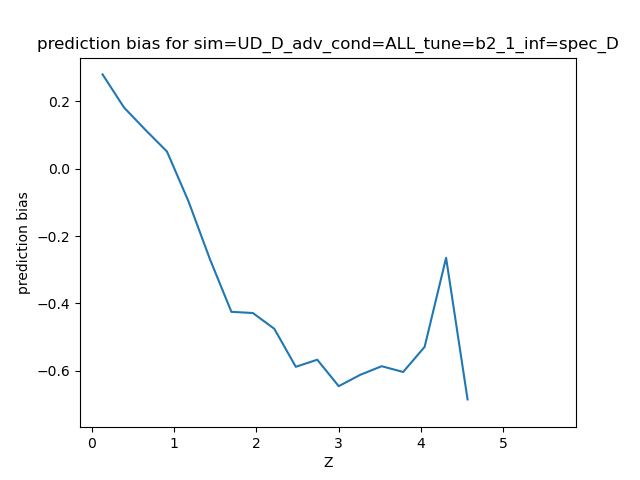 prediction bias for sim=UD_D_adv_cond=ALL_tune=b2_1_inf=spec_D
prediction bias
0.2
0.0
−0.2
−0.4
−0.6
0 1 2 3 4 5
Z